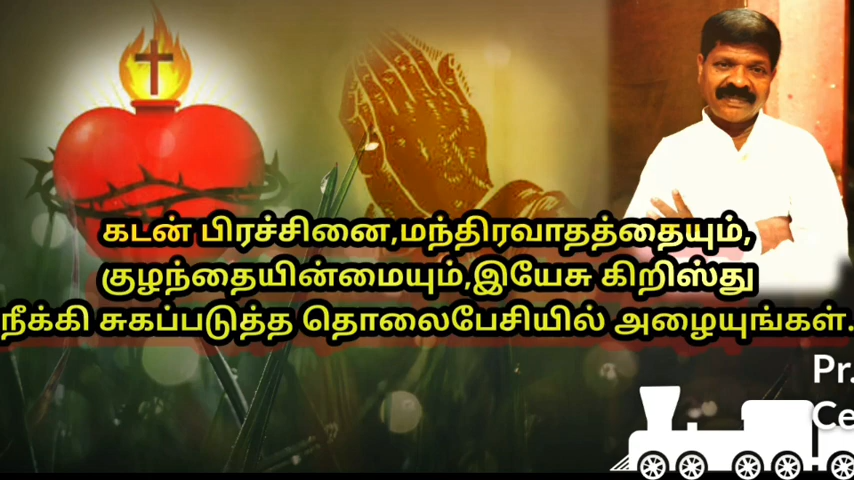 கடன் பிரச்சினை,மந்திரவாதத்தையும்,
குழந்தையின்மையும்,இயேசு கிறிஸ்து
நீக்கி சுகப்படுத்த தொலைபேசியில் அழையுங்கள்.
Pr.
Ce